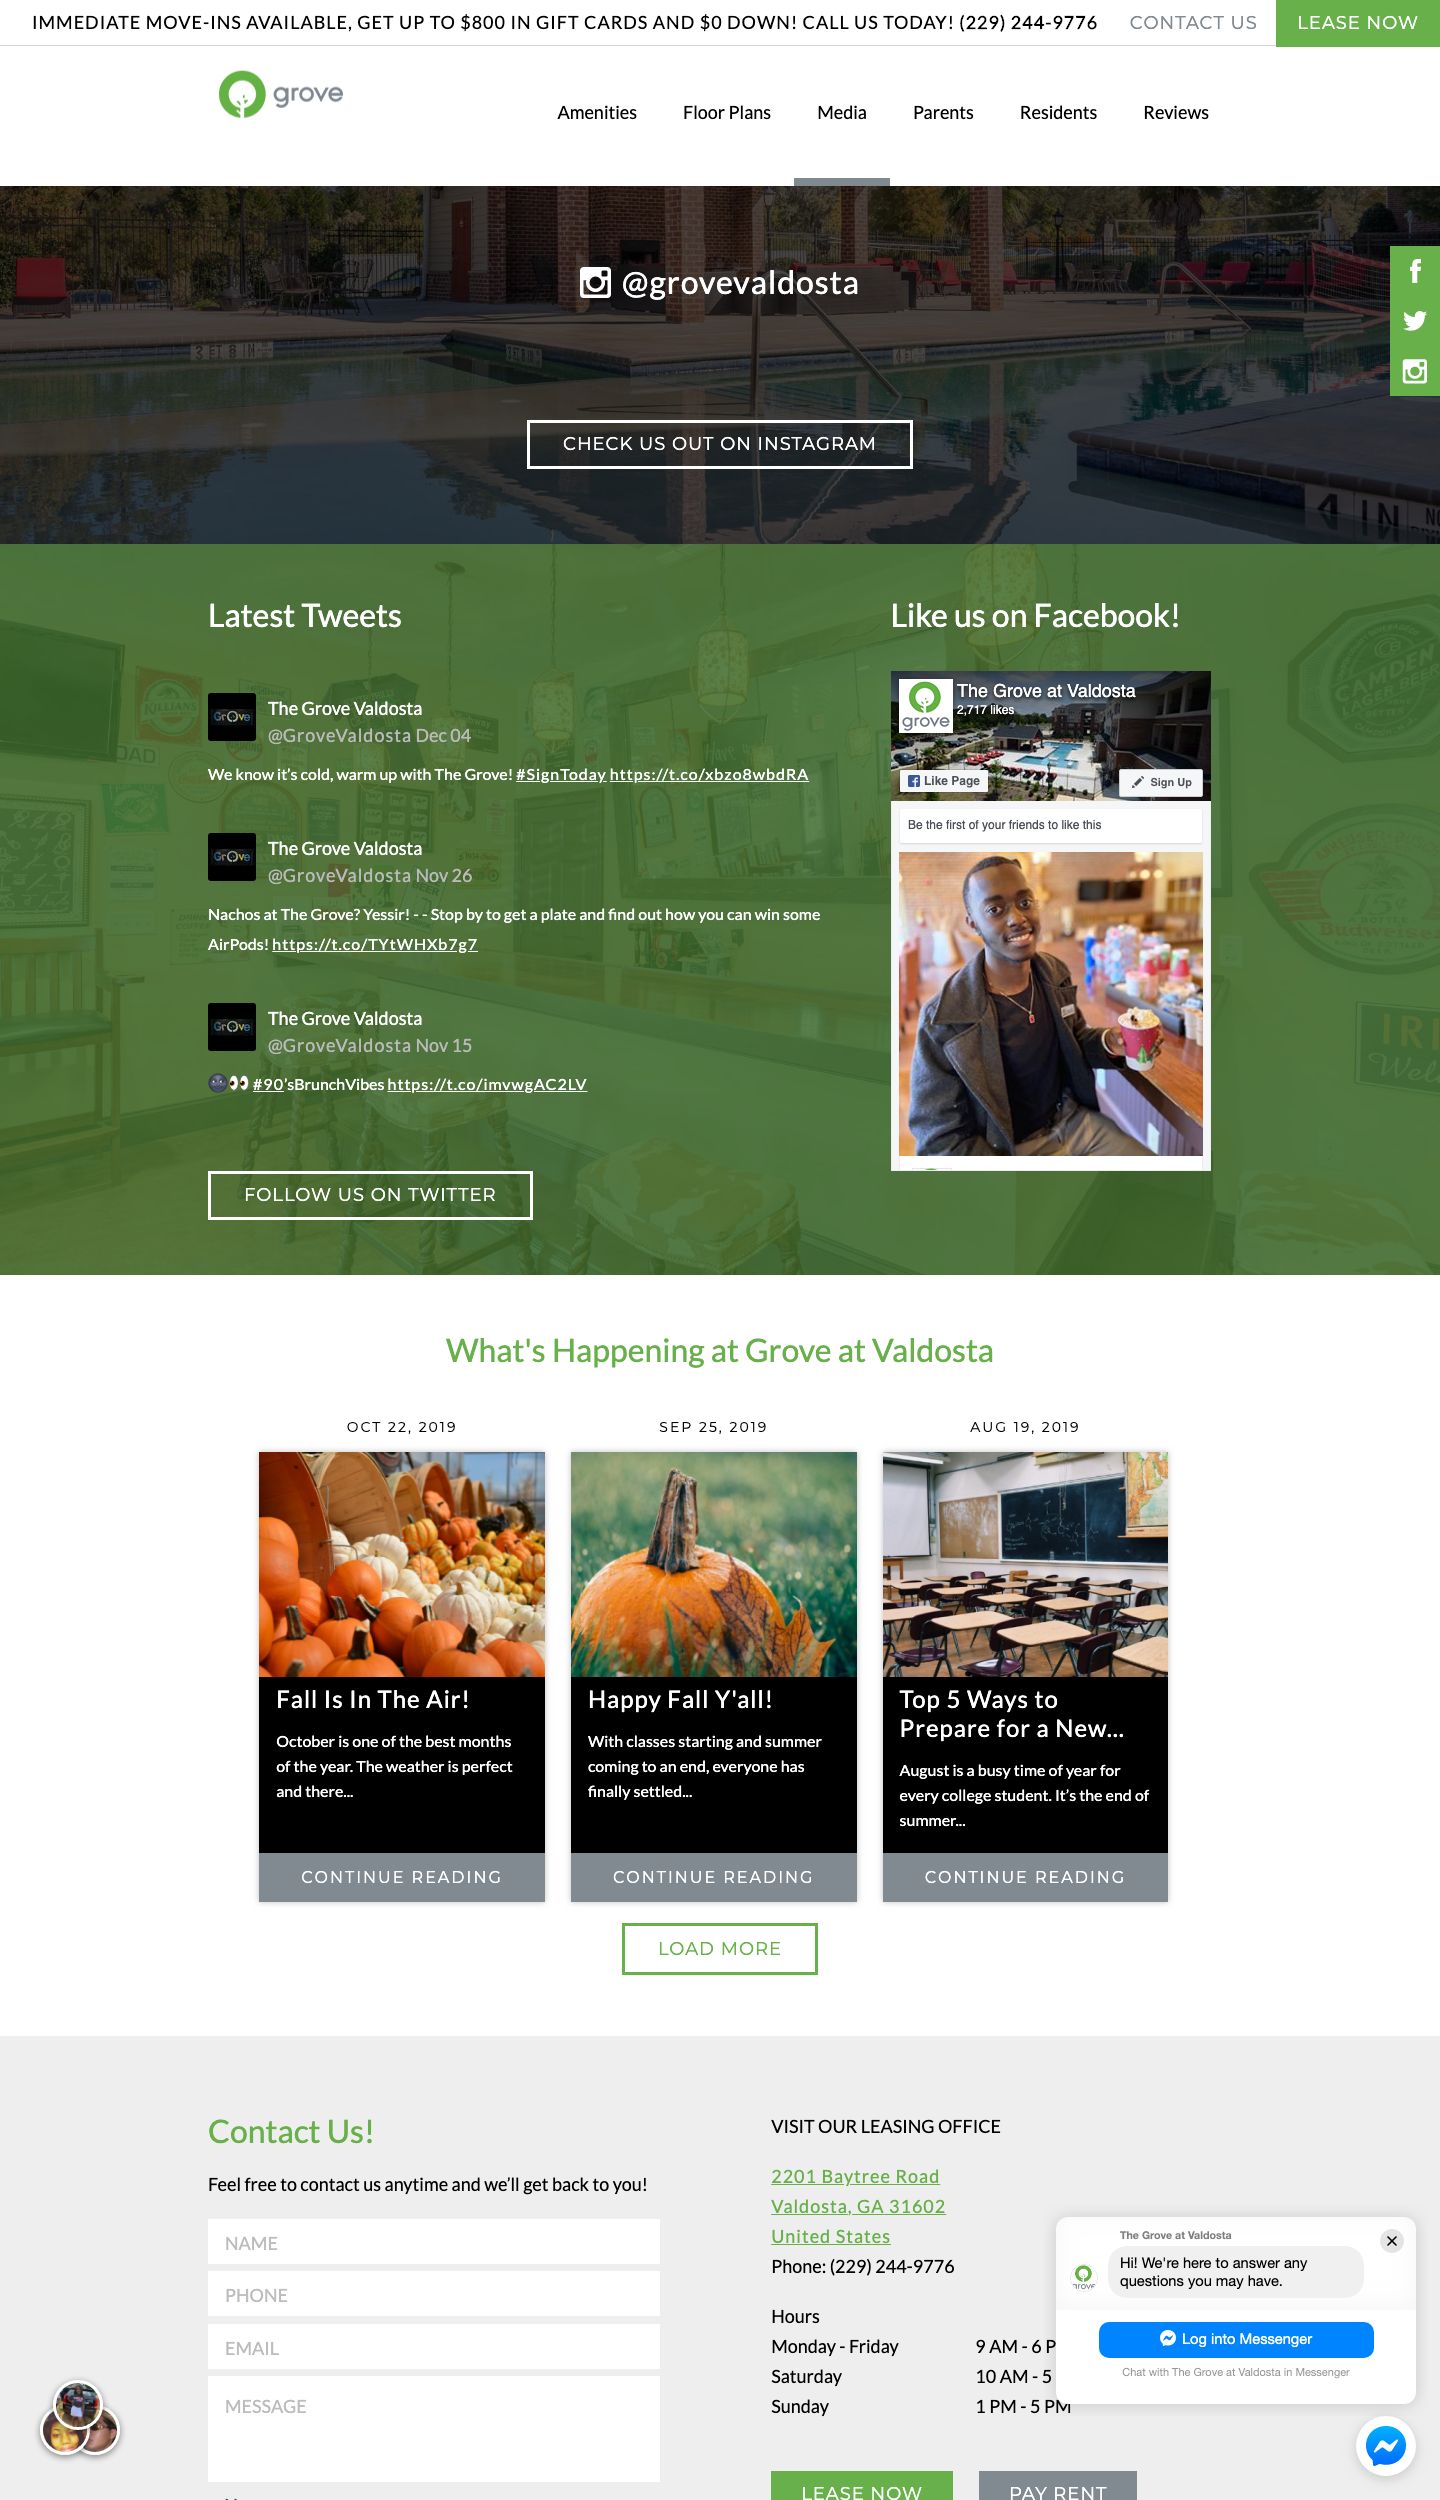 IMMEDIATE MOVE-INS AVAILABLE, GET UP TO $800 IN GIFT CARDS AND $0 DOWN! CALL US TODAY! (229) 244-9776
CONTACT US
LEASE NOW
grove
Amenities
Floor Plans
Media
Parents
Residents
Reviews
@grovevaldosta
CHECK US OUT ON INSTAGRAM
4 IN
Latest Tweets
The Grove Valdosta
@GroveValdosta Dec 04
We know it's cold, warm up with The Grove! #SignToday https://t.co/xbzo8wbdRA
The Grove Valdosta
@GroveValdosta Nov 26
Nachos at The Grove? Yessir! - - Stop by to get a plate and find out how you can win some
AirPods! https://t.co/TYtWHXb7g7
The Grove Valdosta
@GroveValdosta Nov 15
🌚👀 #90'sBrunchVibes https://t.co/imvwgAC2LV
FOLLOW US ON TWITTER
Like us on Facebook!
grove
The Grove at Valdosta
2,717 likes
Like Page
Sign Up
Be the first of your friends to like this
What's Happening at Grove at Valdosta
OCT 22, 2019
Fall Is In The Air!
October is one of the best months
of the year. The weather is perfect
and there...
CONTINUE READING
SEP 25, 2019
Happy Fall Y'all!
With classes starting and summer
coming to an end, everyone has
finally settled...
CONTINUE READING
AUG 19, 2019
Top 5 Ways to
Prepare for a New...
August is a busy time of year for
every college student. It's the end of
summer...
CONTINUE READING
LOAD MORE
Contact Us!
Feel free to contact us anytime and we'll get back to you!
NAME
PHONE
EMAIL
MESSAGE
VISIT OUR LEASING OFFICE
2201 Baytree Road
Valdosta, GA 31602
United States
Phone: (229) 244-9776
Hours
Monday - Friday 9 AM - 6 P
Saturday 10 AM - 5
Sunday 1 PM - 5 PM
LEASE NOW
PAY RENT
The Grove at Valdosta
Hi! We're here to answer any
questions you may have.
Log into Messenger
Chat with The Grove at Valdosta in Messenger